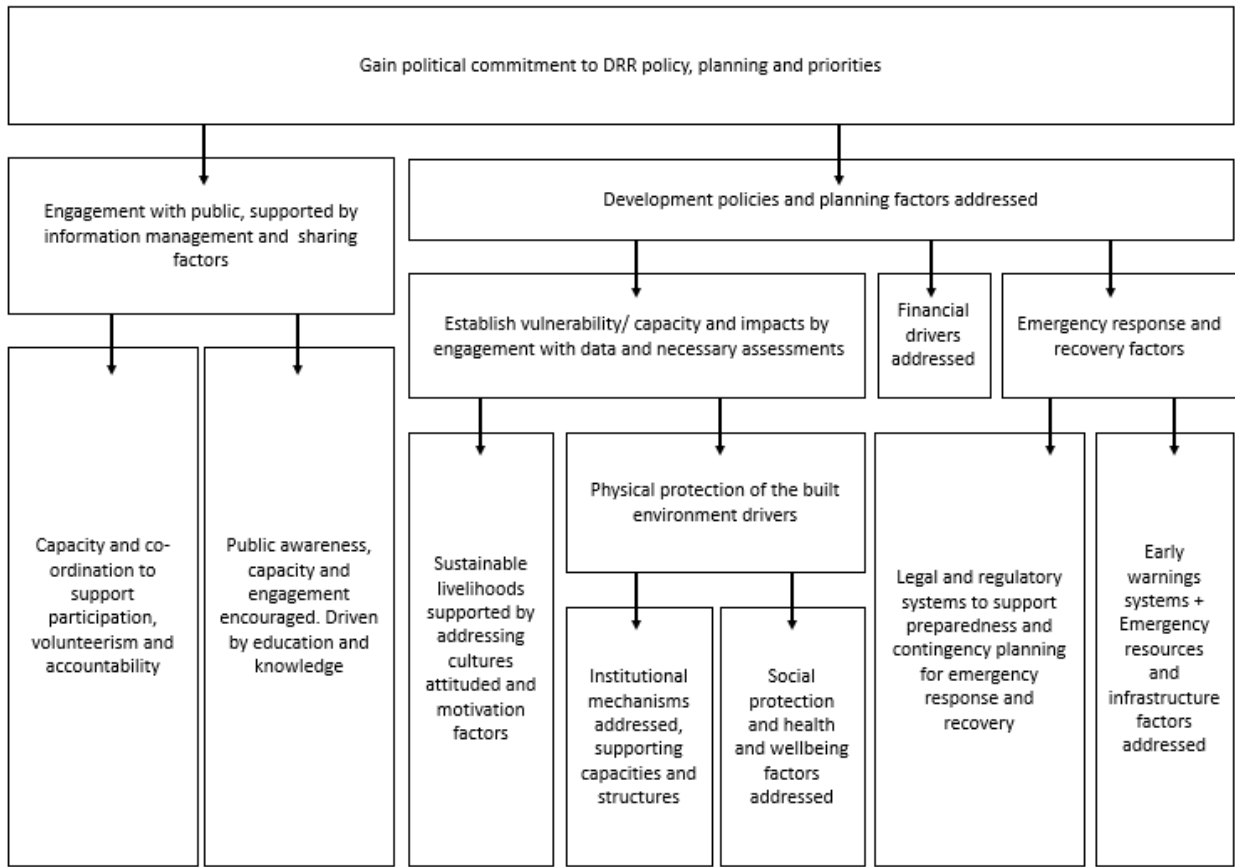 Gain political commitment to DRR policy, planning and priorities
Engagement with public, supported by
information management and sharing
factors
Development policies and planning factors addressed
Establish vulnerability/ capacity and impacts by
engagement with data and necessary assessments
Financial
drivers
addressed
Emergency response and
recovery factors
Capacity and co-
ordination to
support
participation,
volunteerism and
accountability
Public awareness,
capacity and
engagement
encouraged. Driven
by education and
knowledge
Sustainable
livelihoods
supported by
addressing
cultures
attituded and
motivation
factors
Physical protection of the built
environment drivers
Institutional
mechanisms
addressed,
supporting
capacities and
structures
Social
protection
and health
and wellbeing
factors
addressed
Legal and regulatory
systems to support
preparedness and
contingency planning
for emergency
response and
recovery
Early
warnings
systems +
Emergency
resources
and
infrastructure
factors
addressed